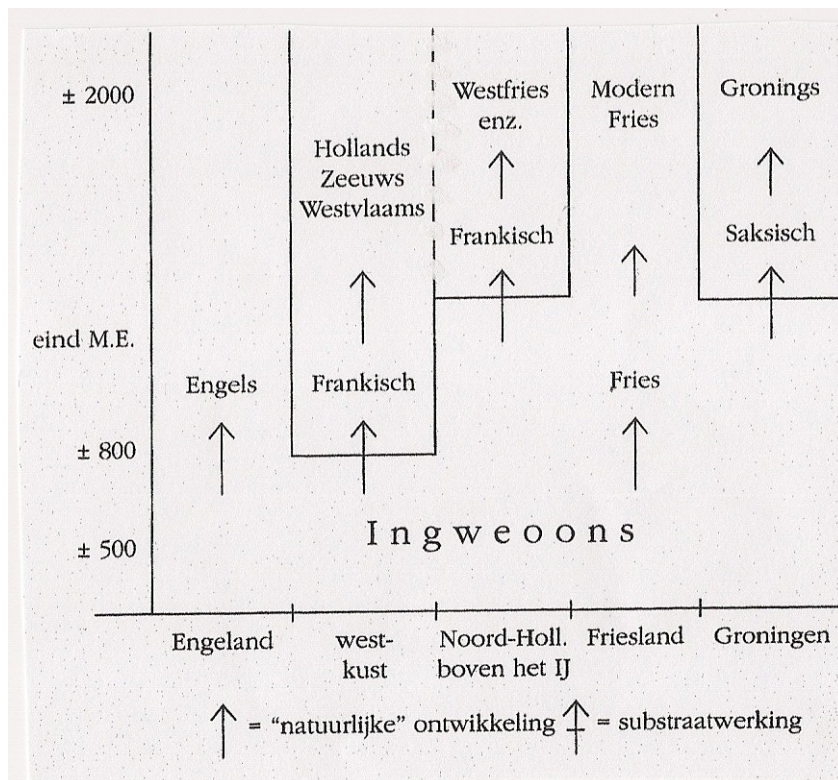 ± 2000
Westfries
enz.
Modern
Fries
Gronings
Hollands
Zeeuws
Westvlaams
Frankisch
Saksisch
eind M.E.
Engels
Frankisch
Fries
± 800
Ingweoons
± 500
Engeland
west-
kust
Noord-Holl.
boven het IJ
Friesland
Groningen
= "natuurlijke" ontwikkeling
= substraatwerking